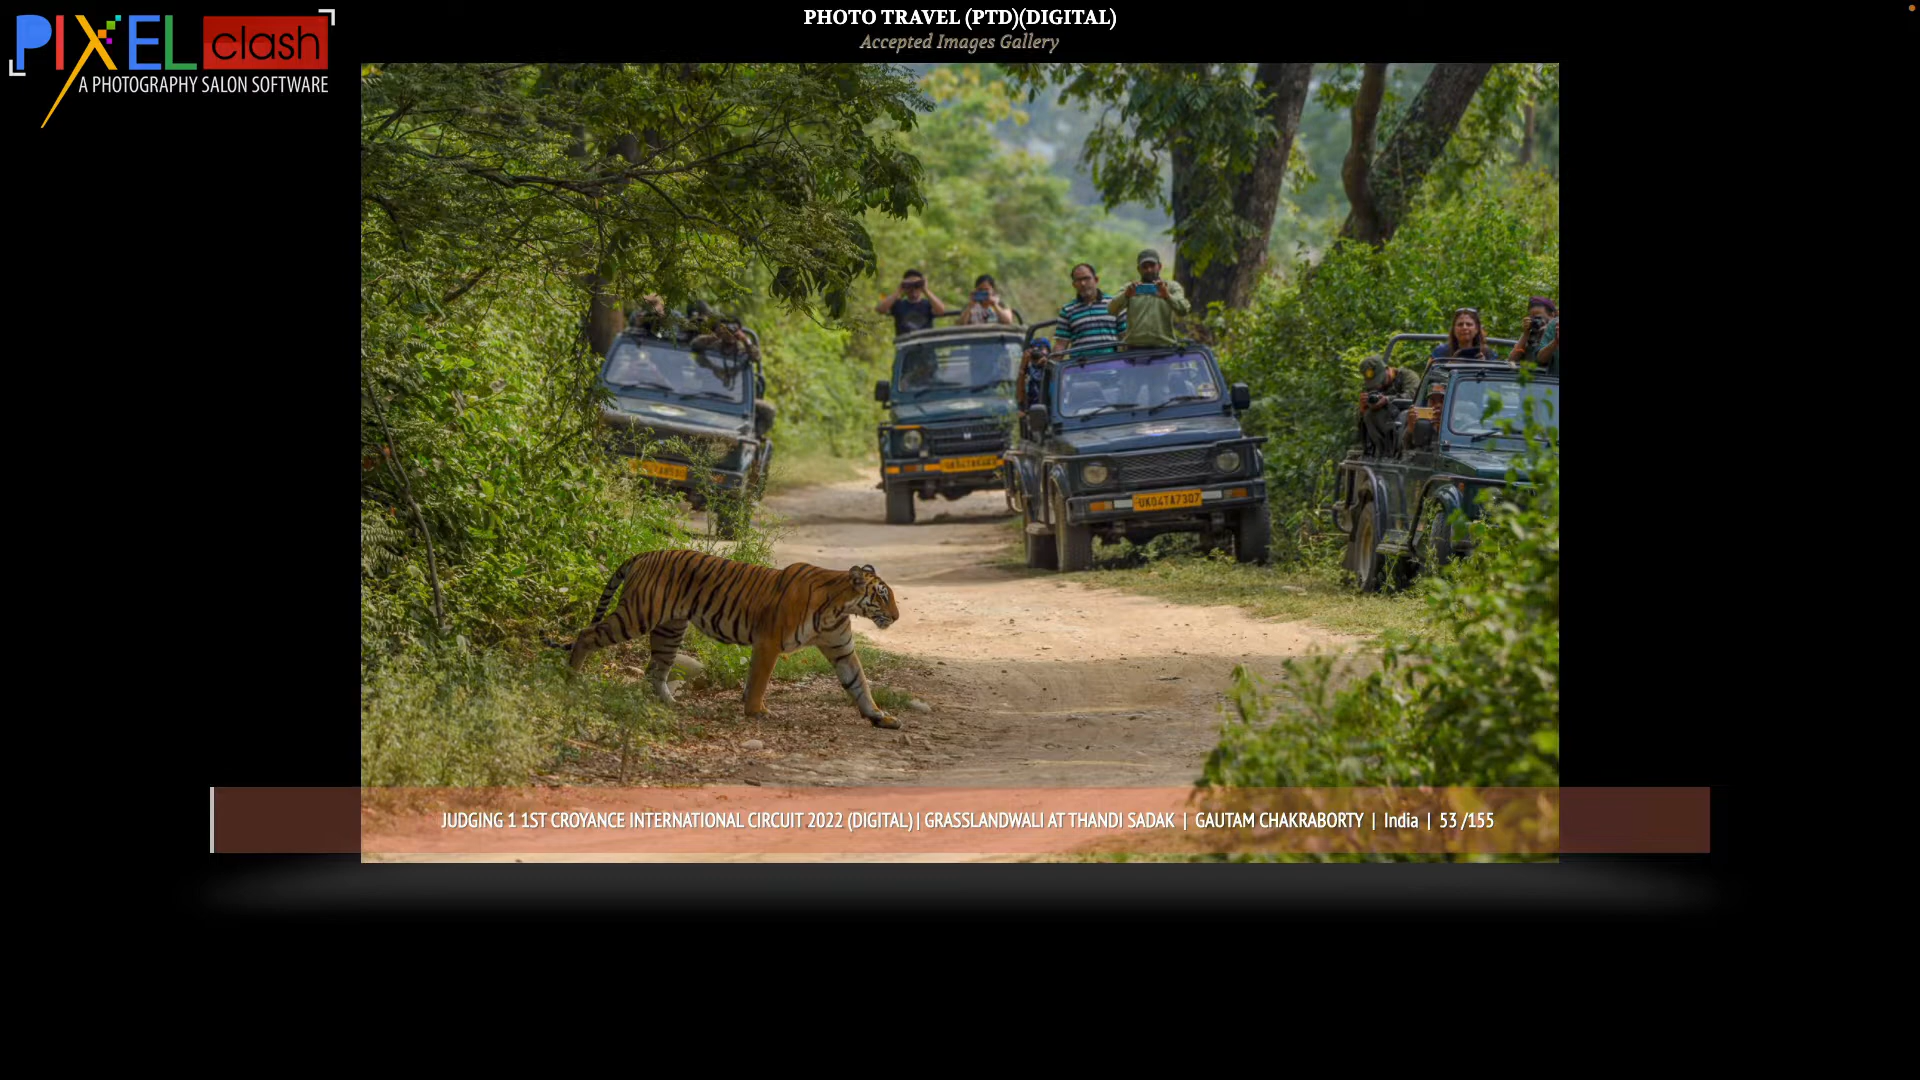 PIXEL clash
A PHOTOGRAPHY SALON SOFTWARE
PHOTO TRAVEL (PTD)(DIGITAL)
Accepted Images Gallery
UK04TA7307
JUDGING 1 1ST CROYANCE INTERNATIONAL CIRCUIT 2022 (DIGITAL) | GRASSLANDWALI AT THANDI SADAK | GAUTAM CHAKRABORTY | India | 53 /155